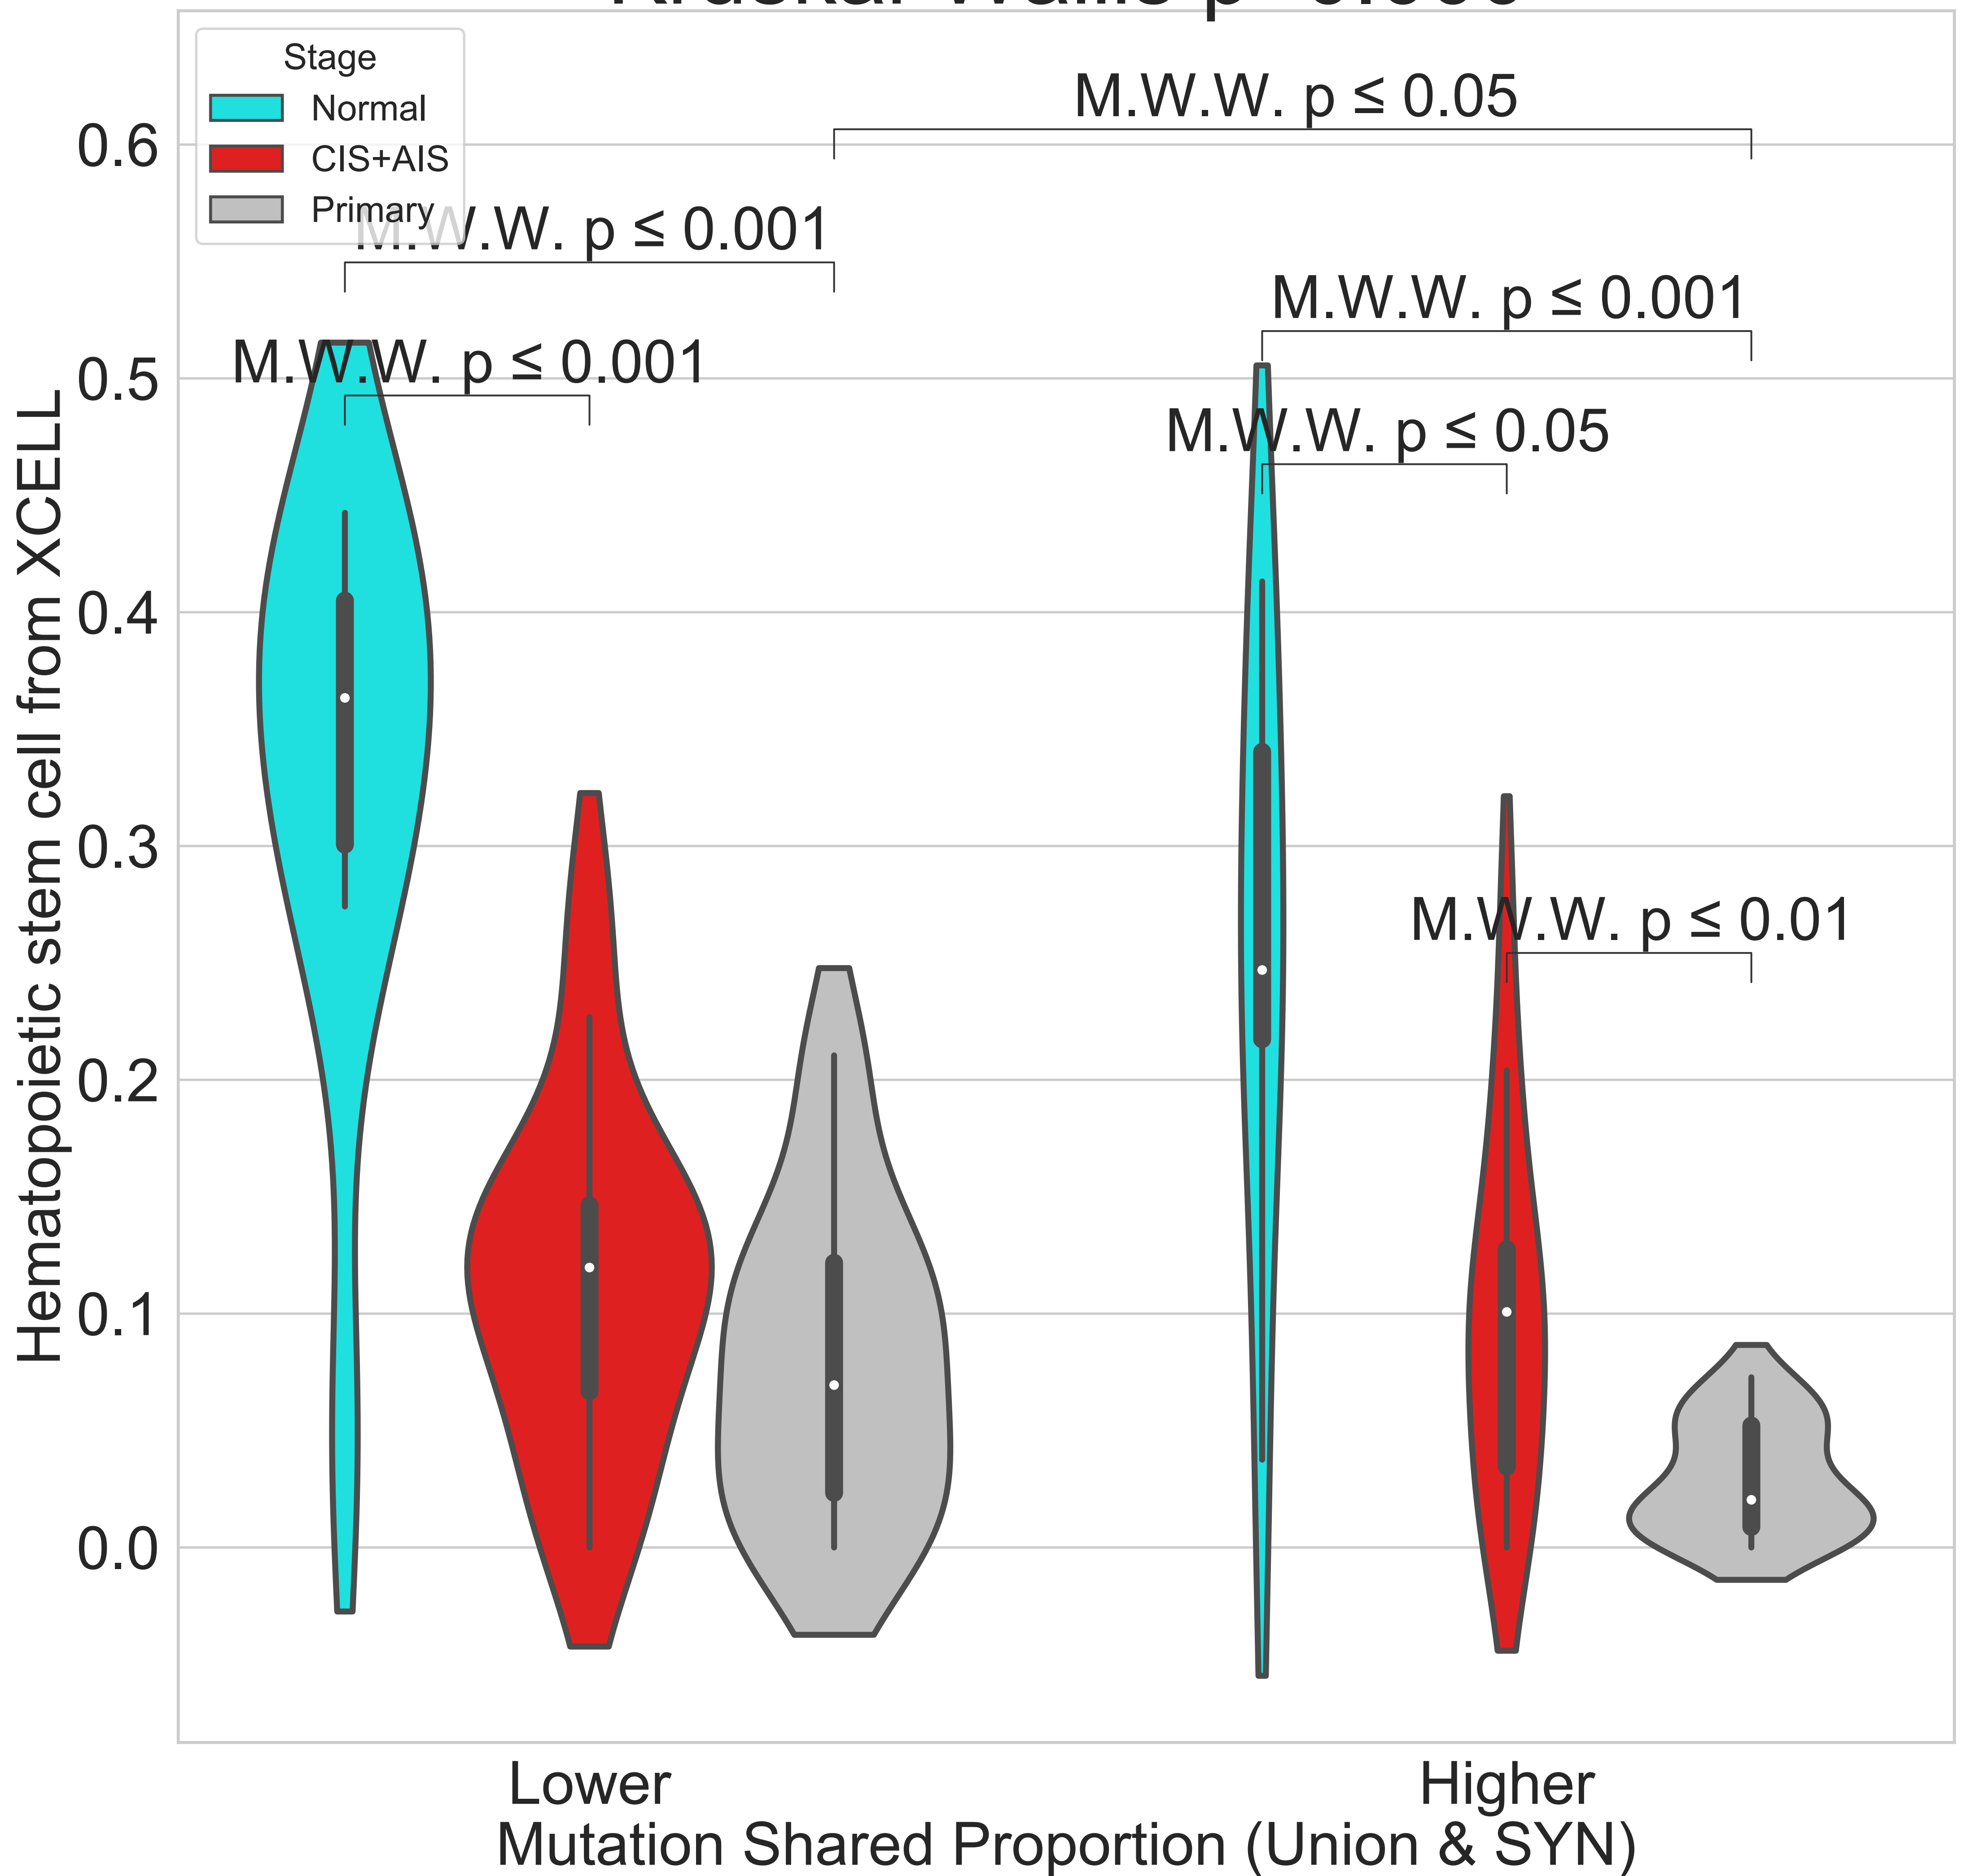 Stage
Normal
CIS+AIS
Primary
M.W.W. p ≤ 0.05
M.W.W. p ≤ 0.001
M.W.W. p ≤ 0.001
M.W.W. p ≤ 0.001
M.W.W. p ≤ 0.05
M.W.W. p ≤ 0.01
0.6
0.5
0.4
0.3
0.2
0.1
0.0
Hematopoietic stem cell from XCELL
Lower
Higher
Mutation Shared Proportion (Union & SYN)